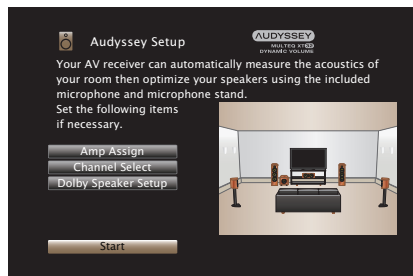 Audyssey Setup
AUDYSSEY
MULTEQ XT32
DYNAMIC VOLUME
Your AV receiver can automatically measure the acoustics of
your room then optimize your speakers using the included
microphone and microphone stand.
Set the following items
if necessary.
Amp Assign
Channel Select
Dolby Speaker Setup
Start